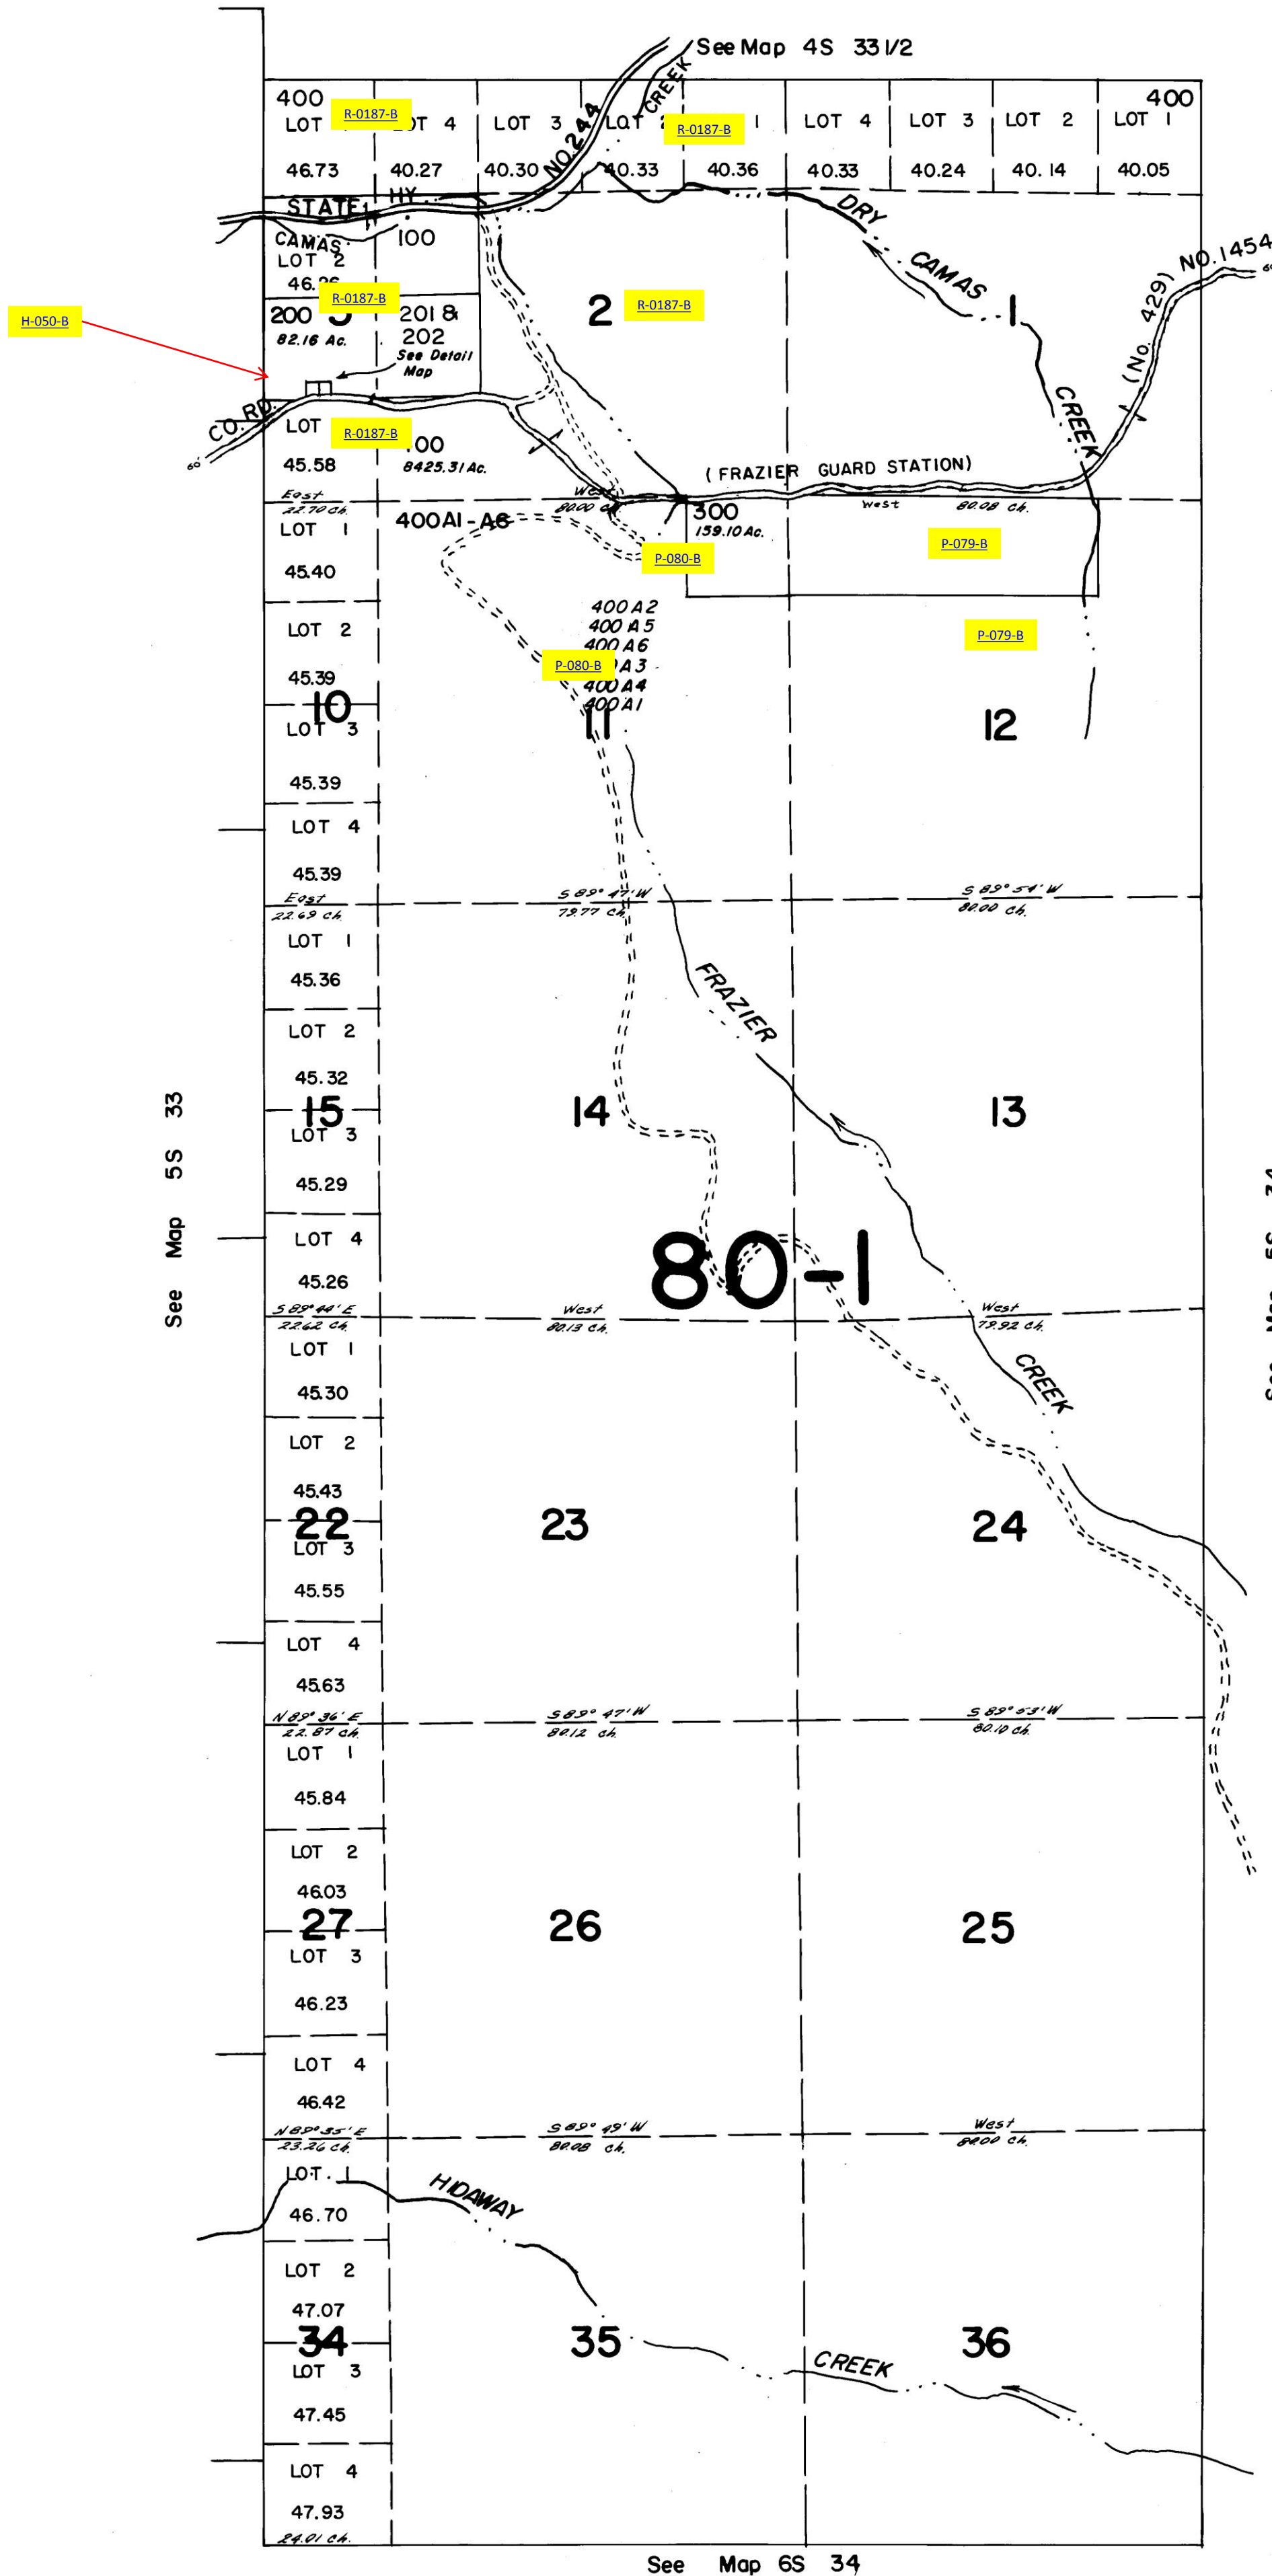 See Map 4S 33 1/2
400
400
R-0187-B
R-0187-B
LOT
LOT 4
LOT 3
LOT 2
1
LOT 4
LOT 3
LOT 2
LOT 1
46.73
40.27
40.30
40.33
40.36
40.33
40.24
40.14
40.05
STATE HY. NO. 244
CREEK
DRY CAMAS CREEK
CAMAS
100
LOT 2
R-0187-B
200
82.16 Ac.
201 &
202
See Detail
Map
2
R-0187-B
1
(No. 429) NO. 1454
60'
H-050-B
CO. RD.
60'
LOT
R-0187-B
45.58
8425.31 Ac.
(FRAZIER GUARD STATION)
East
22.70 Ch.
West
80.00 Ch.
West
80.08 Ch.
LOT 1
400A1-A6
300
159.10 Ac.
P-080-B
P-079-B
45.40
400 A2
400 A5
400 A6
P-080-B
A3
400 A4
400 A1
P-079-B
LOT 2
45.39
10
11
12
LOT 3
45.39
LOT 4
45.39
East
22.69 Ch.
S 89° 47' W
79.77 Ch.
S 89° 54' W
80.00 Ch.
LOT 1
45.36
FRAZIER
LOT 2
45.32
15
14
13
LOT 3
45.29
See Map 5S 33
See Map 5S 34
LOT 4
45.26
80-1
S 89° 44' E
22.62 Ch.
West
80.13 Ch.
West
79.92 Ch.
LOT 1
45.30
CREEK
LOT 2
45.43
22
23
24
LOT 3
45.55
LOT 4
45.63
N 89° 36' E
22.87 Ch.
S 89° 47' W
80.12 Ch.
S 89° 53' W
80.10 Ch.
LOT 1
45.84
LOT 2
46.03
27
26
25
LOT 3
46.23
LOT 4
46.42
N 89° 35' E
23.26 Ch.
S 89° 49' W
80.08 Ch.
West
80.00 Ch.
LOT 1
46.70
HIDAWAY
LOT 2
47.07
34
35
36
CREEK
LOT 3
47.45
LOT 4
47.93
24.01 Ch.
See Map 6S 34